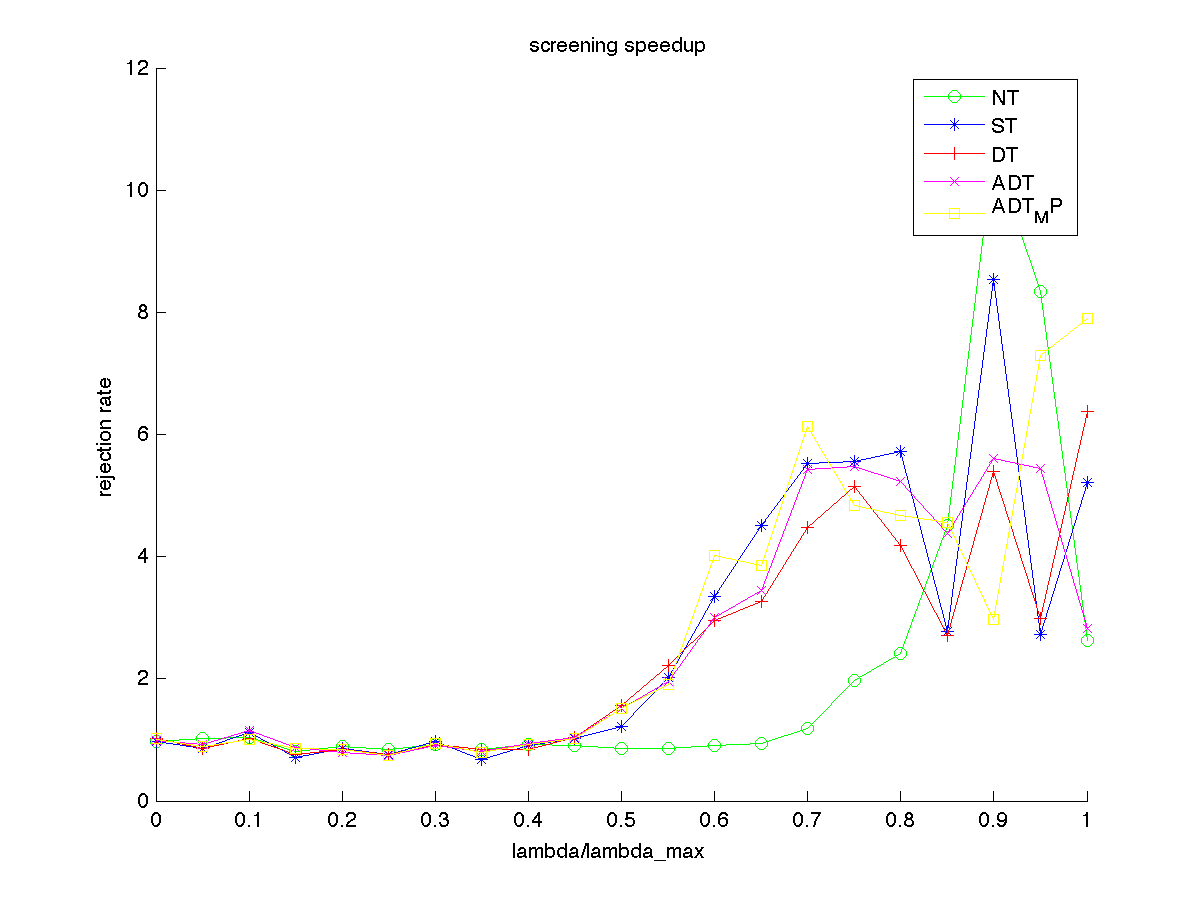 screening speedup
12
10
8
6
4
2
0
rejection rate
NT
ST
DT
ADT
ADT_MP
0 0.1 0.2 0.3 0.4 0.5 0.6 0.7 0.8 0.9 1
lambda/lambda_max